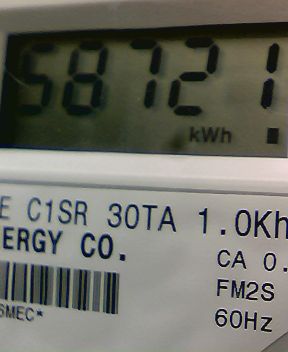 58721
kWh
E C1SR 30TA 1.0Kh
ERGY CO.
CA 0.
FM2S
SMEC*
60Hz